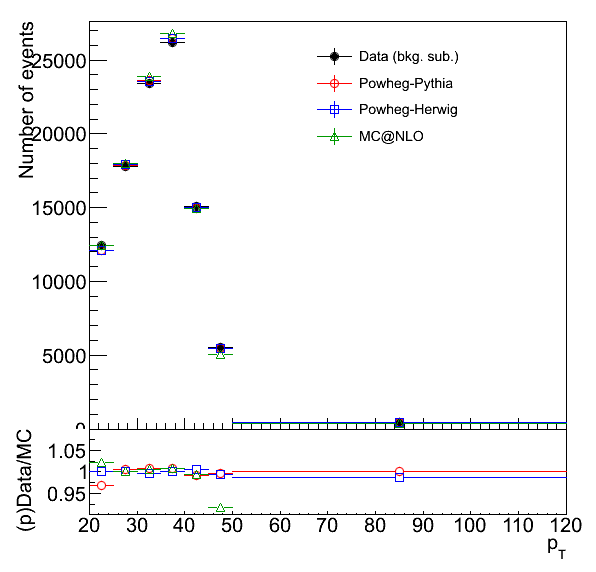 Number of events
25000
20000
15000
10000
5000
0
Data (bkg. sub.)
Powheg-Pythia
Powheg-Herwig
MC@NLO
(p)Data/MC
1.05
1
0.95
20 30 40 50 60 70 80 90 100 110 120
pT